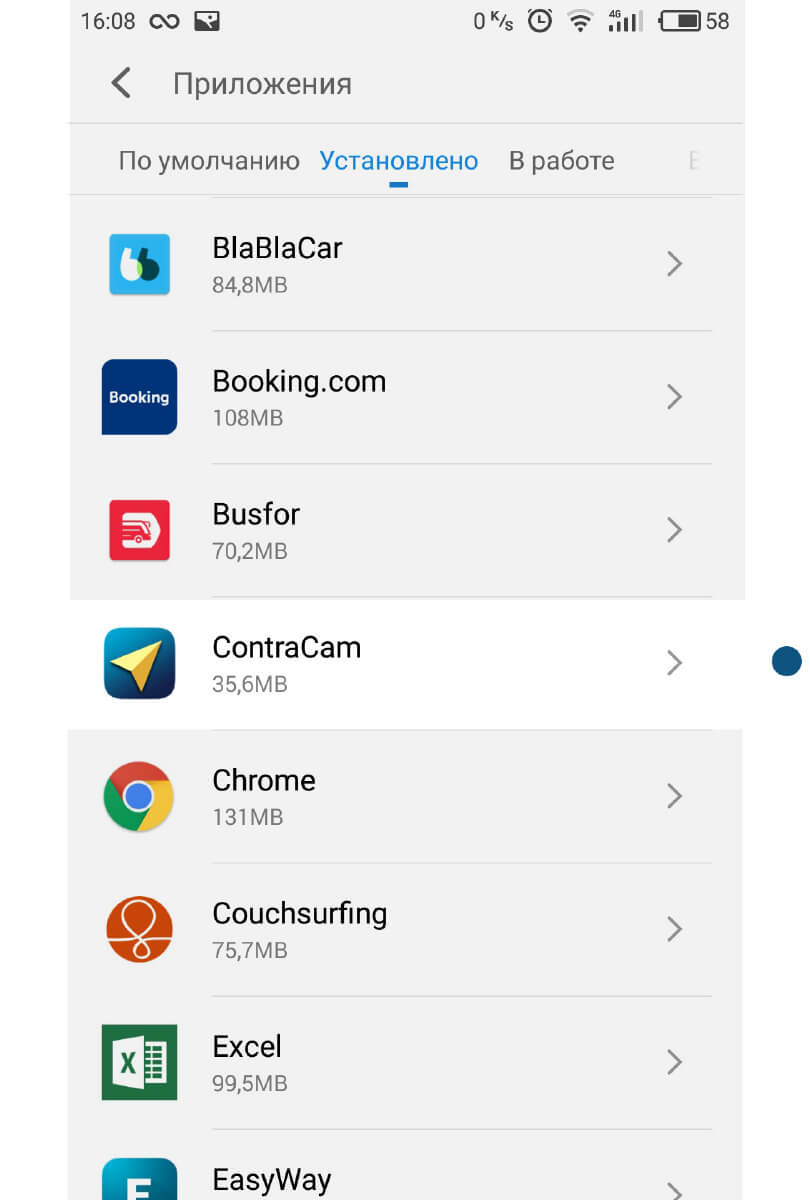 16:08 0 K/s 4G 58
Приложения
По умолчанию Установлено В работе
BlaBlaCar
84,8MB
Booking
Booking.com
108MB
Busfor
70,2MB
ContraCam
35,6MB
Chrome
131MB
Couchsurfing
75,7MB
X
Excel
99,5MB
E
EasyWay